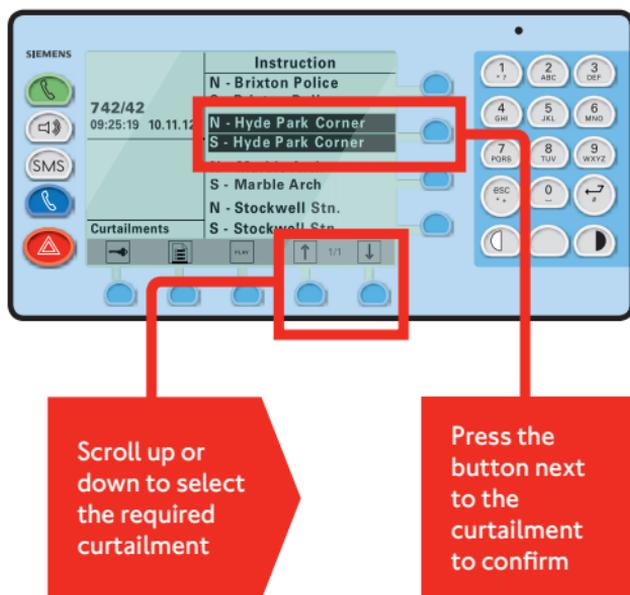 SIEMENS
Instruction
N - Brixton Police
742/42
09:25:19 10.11.12
N - Hyde Park Corner
S - Hyde Park Corner
S - Marble Arch
N - Stockwell Stn.
Curtailments
S - Stockwell Stn.
PLAY
1/1
SMS
1
2 ABC
3 DEF
4 GHI
5 JKL
6 MNO
7 PQRS
8 TUV
9 WXYZ
esc
0
#
Scroll up or
down to select
the required
curtailment
Press the
button next
to the
curtailment
to confirm